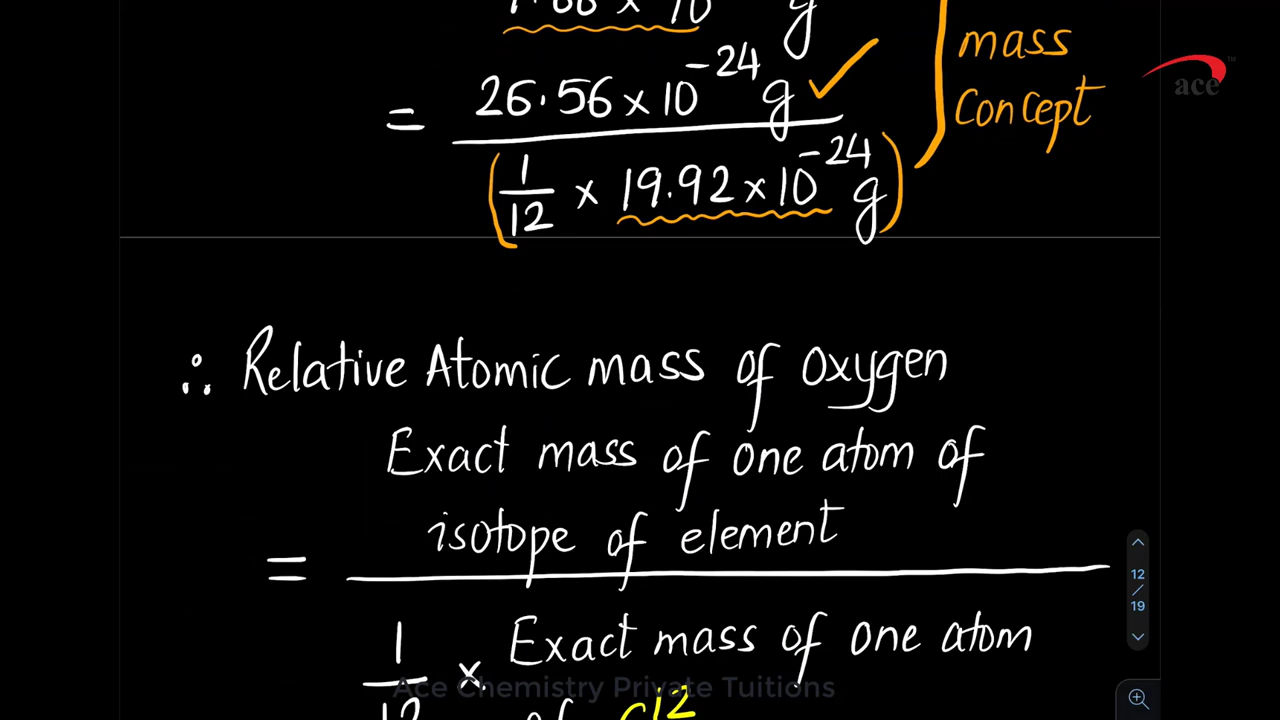 mass
ace
= 26.56 x 10^-24 g
concept
(1/12 x 19.92 x 10^-24 g)
∴ Relative Atomic mass of oxygen
Exact mass of one atom of
isotope of element
=
1/12 x Exact mass of one atom
of C12
Ace Chemistry Private Tuitions
12
/
19